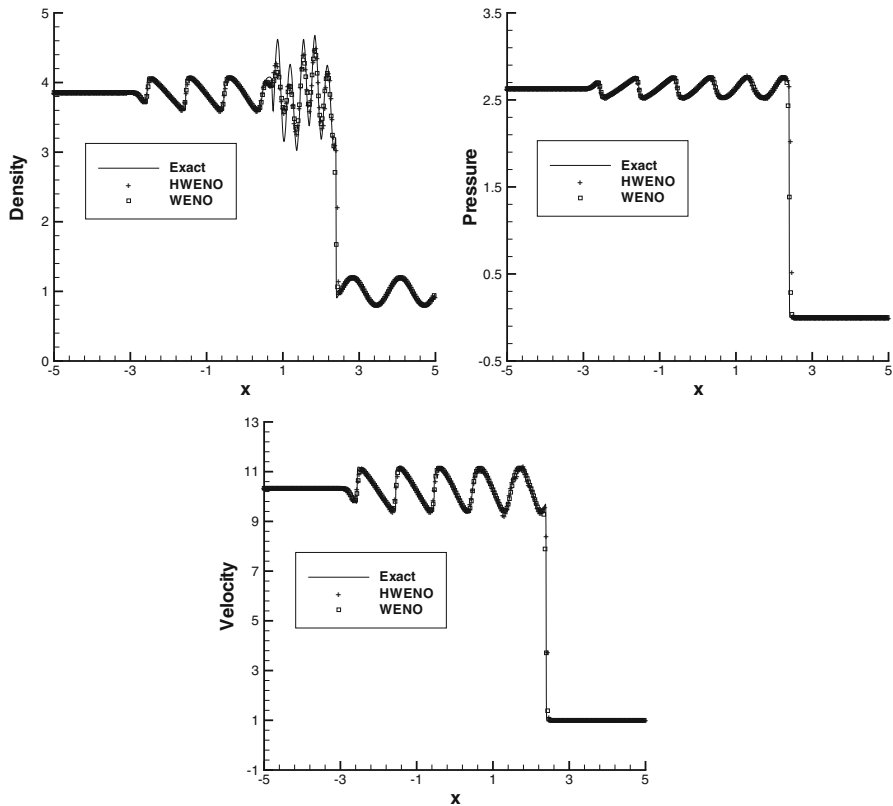 5
4
3
2
1
0
Density
Exact
HWENO
WENO
-5 -3 -1 1 3 5
x
3.5
2.5
1.5
0.5
-0.5
Pressure
Exact
HWENO
WENO
-5 -3 -1 1 3 5
x
13
11
9
7
5
3
1
-1
Velocity
Exact
HWENO
WENO
-5 -3 -1 1 3 5
x